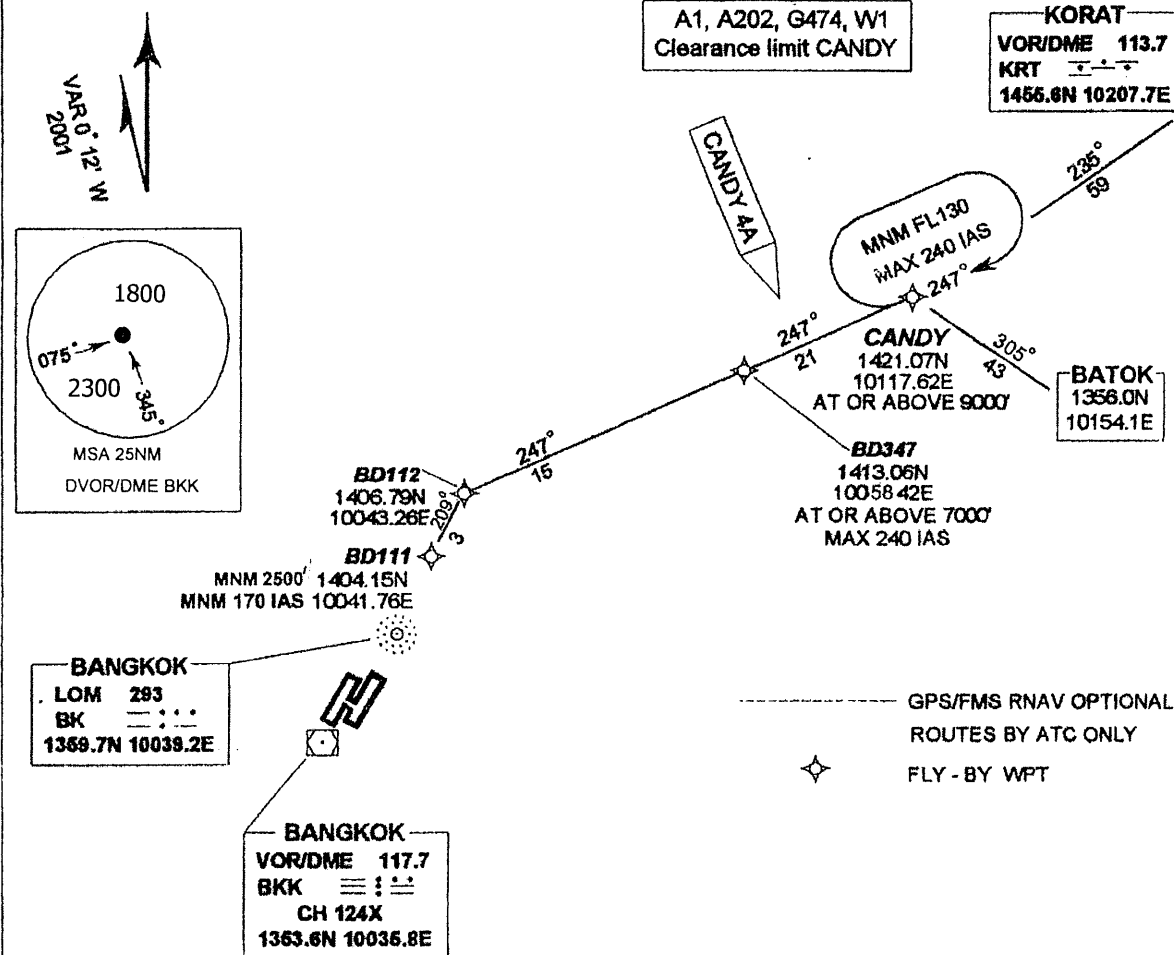 A1, A202, G474, W1
Clearance limit CANDY
KORAT
VOR/DME 113.7
KRT
1455.6N 10207.7E
VAR 0° 12' W
2001
CANDY 4A
235°
59
MNM FL130
MAX 240 IAS
247°
1800
075°
2300
345°
MSA 25NM
DVOR/DME BKK
247°
21
CANDY
1421.07N
10117.62E
AT OR ABOVE 9000'
305°
43
BATOK
1356.0N
10154.1E
BD347
1413.06N
10058 42E
AT OR ABOVE 7000'
MAX 240 IAS
247°
15
BD112
1406.79N
10043.26E
209°
3
BD111
MNM 2500' 1404.15N
MNM 170 IAS 10041.76E
BANGKOK
LOM 293
BK
1359.7N 10039.2E
GPS/FMS RNAV OPTIONAL
ROUTES BY ATC ONLY
FLY - BY WPT
BANGKOK
VOR/DME 117.7
BKK
CH 124X
1353.6N 10035.8E